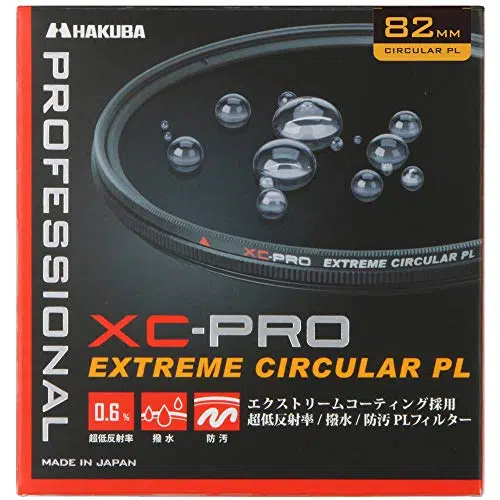 HAKUBA
82MM
CIRCULAR PL
PROFESSIONAL
XC-PRO EXTREME CIRCULAR PL
XC-PRO
EXTREME CIRCULAR PL
0.6%
超低反射率
撥水
防汚
エクストリームコーティング採用
超低反射率/撥水/防汚PLフィルター
MADE IN JAPAN